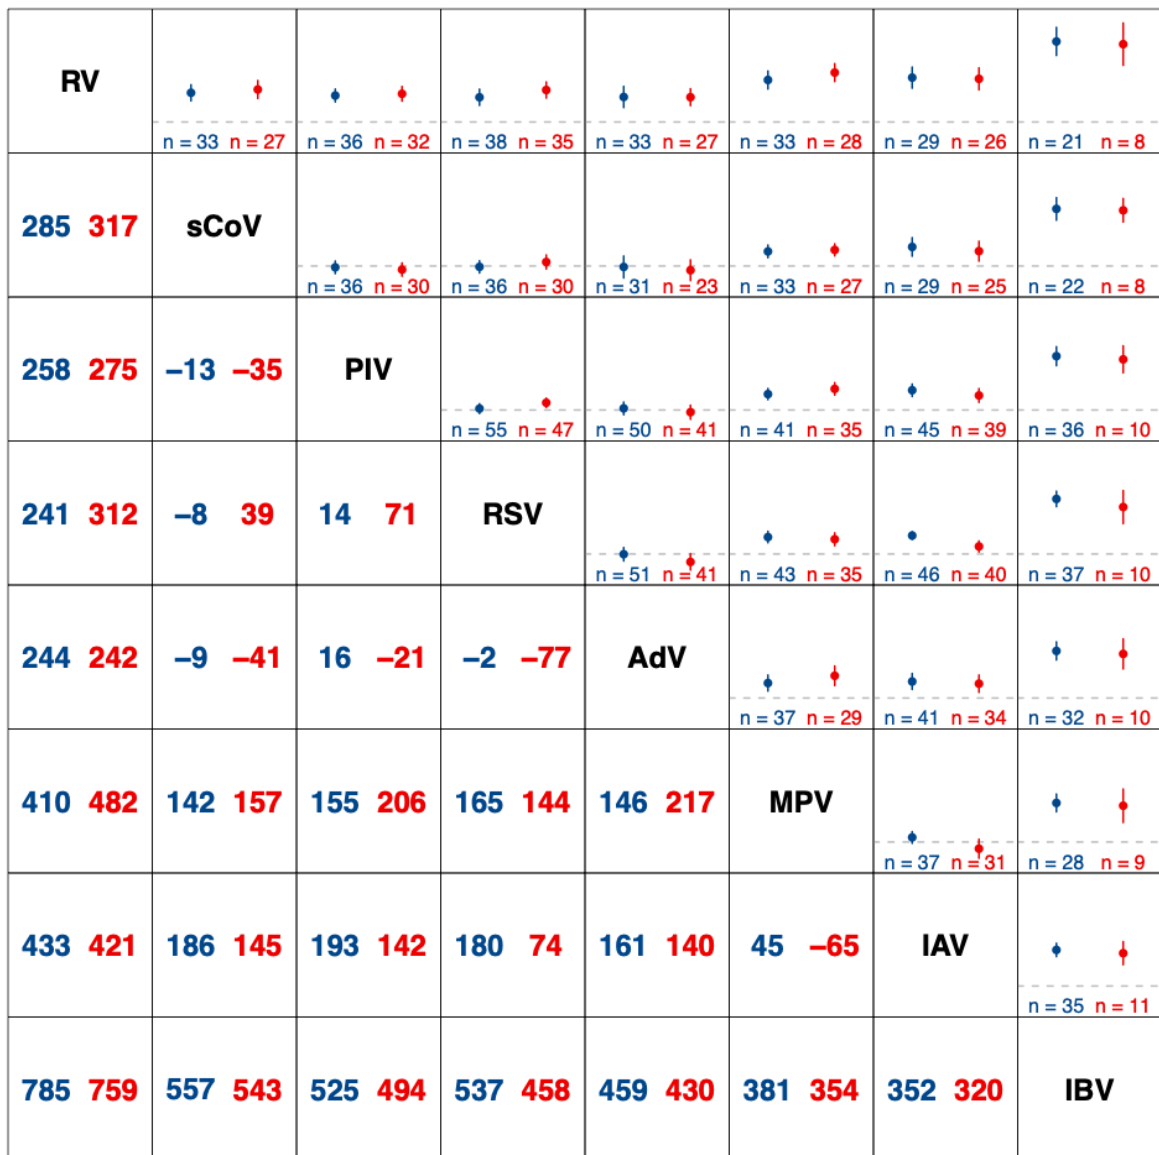 RV
n = 33 n = 27 n = 36 n = 32 n = 38 n = 35 n = 33 n = 27 n = 33 n = 28 n = 29 n = 26 n = 21 n = 8
285 317 sCoV
n = 36 n = 30 n = 36 n = 30 n = 31 n = 23 n = 33 n = 27 n = 29 n = 25 n = 22 n = 8
258 275 −13 −35 PIV
n = 55 n = 47 n = 50 n = 41 n = 41 n = 35 n = 45 n = 39 n = 36 n = 10
241 312 −8 39 14 71 RSV
n = 51 n = 41 n = 43 n = 35 n = 46 n = 40 n = 37 n = 10
244 242 −9 −41 16 −21 −2 −77 AdV
n = 37 n = 29 n = 41 n = 34 n = 32 n = 10
410 482 142 157 155 206 165 144 146 217 MPV
n = 37 n = 31 n = 28 n = 9
433 421 186 145 193 142 180 74 161 140 45 −65 IAV
n = 35 n = 11
785 759 557 543 525 494 537 458 459 430 381 354 352 320 IBV